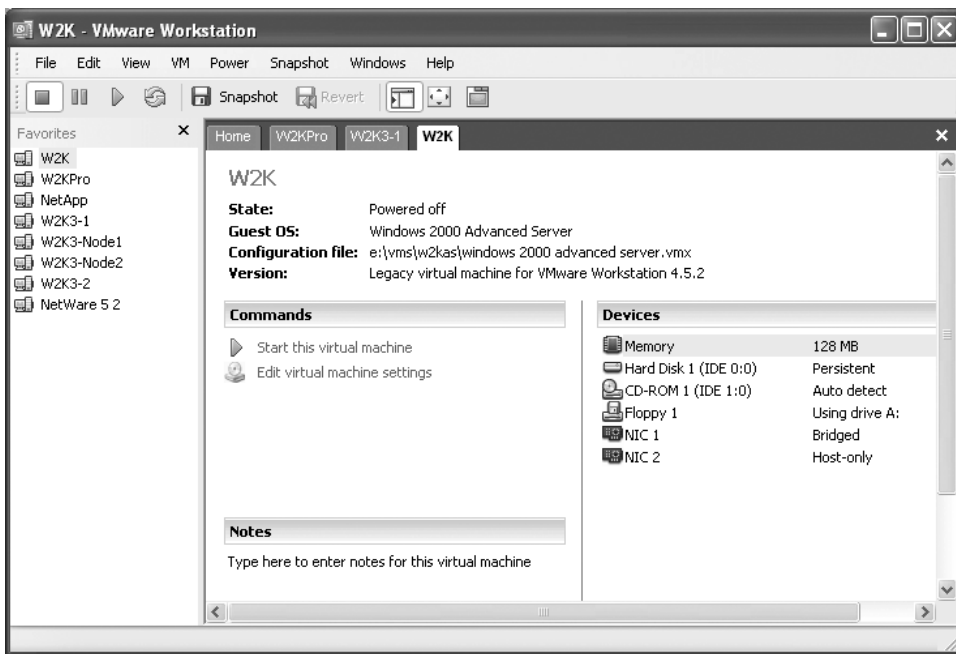 W2K - VMware Workstation
File Edit View VM Power Snapshot Windows Help
Snapshot Revert
Favorites
W2K
W2KPro
NetApp
W2K3-1
W2K3-Node1
W2K3-Node2
W2K3-2
NetWare 5 2
Home W2KPro W2K3-1 W2K
W2K
State: Powered off
Guest OS: Windows 2000 Advanced Server
Configuration file: e:\vms\w2kas\windows 2000 advanced server.vmx
Version: Legacy virtual machine for VMware Workstation 4.5.2
Commands
Start this virtual machine
Edit virtual machine settings
Devices
Memory 128 MB
Hard Disk 1 (IDE 0:0) Persistent
CD-ROM 1 (IDE 1:0) Auto detect
Floppy 1 Using drive A:
NIC 1 Bridged
NIC 2 Host-only
Notes
Type here to enter notes for this virtual machine